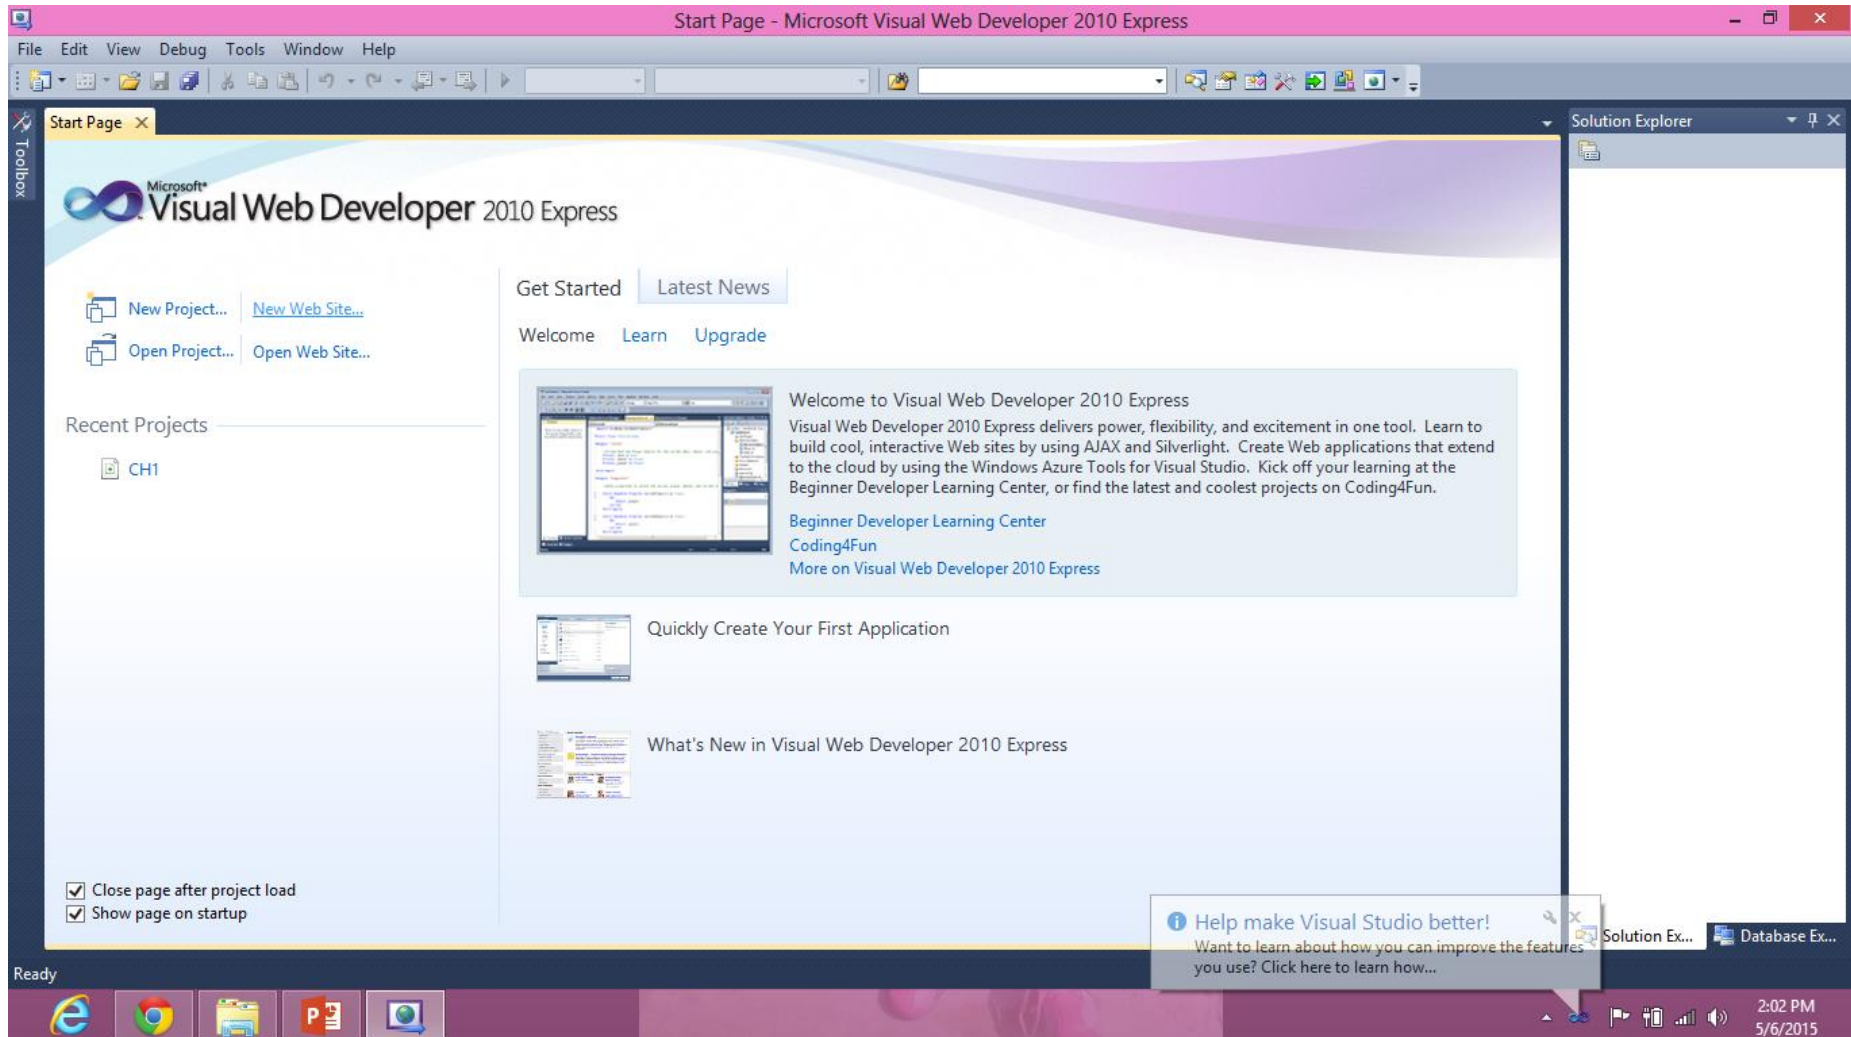 Start Page - Microsoft Visual Web Developer 2010 Express
File Edit View Debug Tools Window Help
Toolbox
Start Page
Solution Explorer
Microsoft®
Visual Web Developer 2010 Express
New Project... New Web Site...
Open Project... Open Web Site...
Recent Projects
CH1
Get Started Latest News
Welcome Learn Upgrade
Welcome to Visual Web Developer 2010 Express
Visual Web Developer 2010 Express delivers power, flexibility, and excitement in one tool. Learn to
build cool, interactive Web sites by using AJAX and Silverlight. Create Web applications that extend
to the cloud by using the Windows Azure Tools for Visual Studio. Kick off your learning at the
Beginner Developer Learning Center, or find the latest and coolest projects on Coding4Fun.
Beginner Developer Learning Center
Coding4Fun
More on Visual Web Developer 2010 Express
Quickly Create Your First Application
What's New in Visual Web Developer 2010 Express
Close page after project load
Show page on startup
Help make Visual Studio better!
Want to learn about how you can improve the features
you use? Click here to learn how...
Solution Ex... Database Ex...
Ready
2:02 PM
5/6/2015